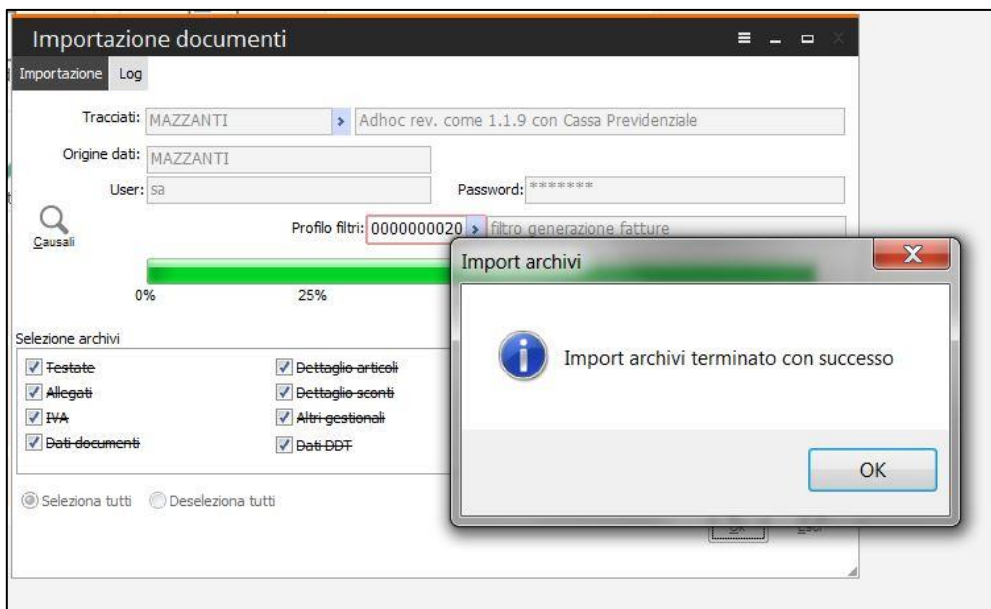 Importazione documenti
Importazione Log
Tracciati: MAZZANTI Adhoc rev. come 1.1.9 con Cassa Previdenziale
Origine dati: MAZZANTI
User: sa Password: *******
Causali
Profilo filtri: 0000000020 filtro generazione fatture
Import archivi
0% 25%
Import archivi terminato con successo
Selezione archivi
Testate Dettaglio articoli
Allegati Dettaglio sconti
IVA Altri gestionali
Dati documenti Dati DDT
OK
Seleziona tutti Deseleziona tutti